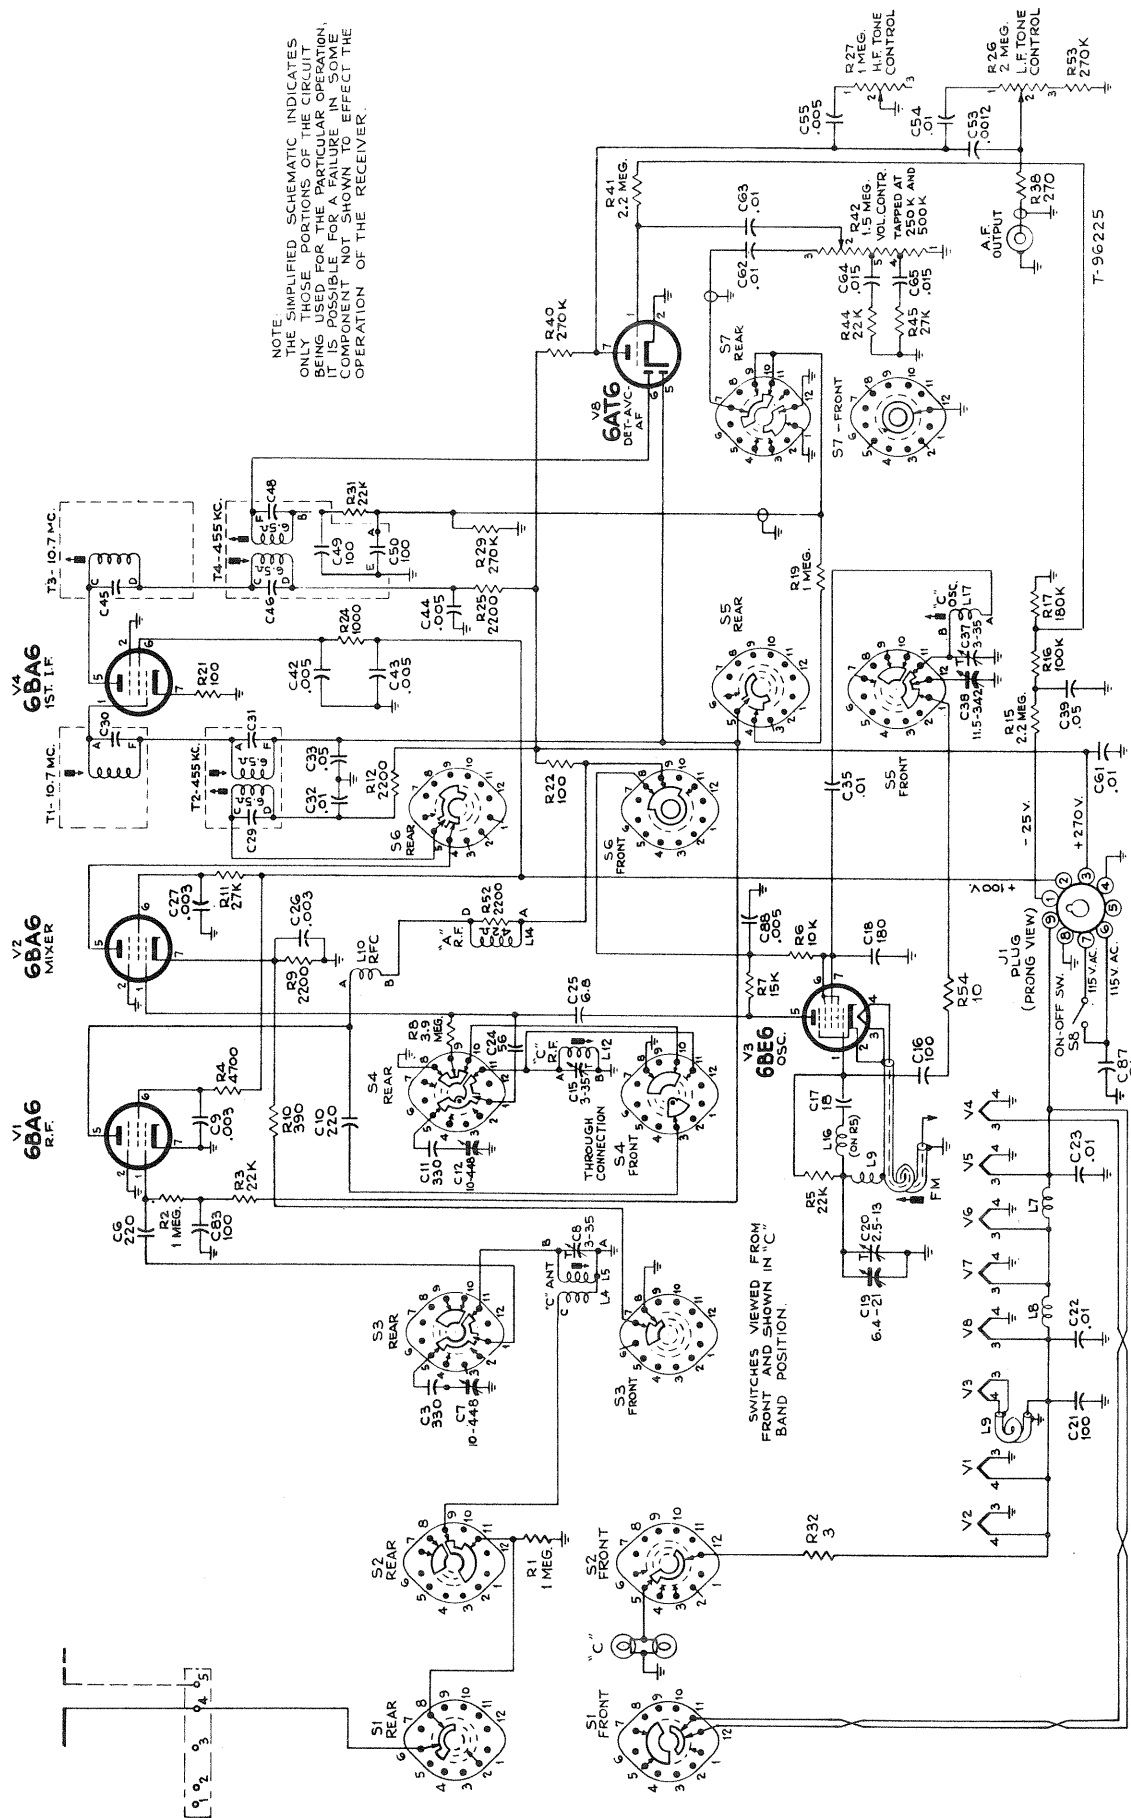 NOTE:
THE SIMPLIFIED SCHEMATIC INDICATES
ONLY THOSE PORTIONS OF THE CIRCUIT
BEING USED FOR THE PARTICULAR OPERATION.
IT IS POSSIBLE FOR A FAILURE IN SOME
COMPONENT NOT SHOWN TO EFFECT THE
OPERATION OF THE RECEIVER.
1 2 3 4 5
V1
6BA6
R.F.
V2
6BA6
MIXER
V4
6BA6
1ST. I.F.
T1-10.7 MC.
C30
T2-455 KC.
C29
C31
T3-10.7 MC.
C45
T4-455 KC.
C46
C48
C49
100
C50
100
R31
22K
R29
270K
R21
100
R24
1000
C42
.005
C43
.005
C44
.005
R25
2200
C32
.01
C33
.05
R12
2200
C27
.003
R11
27K
C26
.003
R9
2200
R4
4700
C9
.003
R10
390
C10
220
C6
220
R2
1 MEG.
C83
100
R3
22K
L10
RFC
"A"
R.F.
R52
2200
L14
R22
100
R40
270K
V8
6AT6
DET-AVC-
AF
R41
2.2 MEG.
C63
.01
C62
.01
R42
1.5 MEG.
VOL.CONTR.
TAPPED AT
250 K AND
500K
C64
.015
C65
.015
R44
22K
R45
27K
C55
.005
R27
1 MEG.
H.F. TONE
CONTROL
C54
.01
C53
.0012
R26
2 MEG.
L.F. TONE
CONTROL
R53
270K
R38
270
A.F.
OUTPUT
T-96225
S1
REAR
S2
REAR
R1
1 MEG.
S3
REAR
C3
330
C7
10-448
"C" ANT
C8
3-35
L4
L5
S4
REAR
R8
3.9
MEG.
C11
330
C12
10-448
C24
56
C25
6.8
"C"
R.F.
C15
3-35
L12
THROUGH
CONNECTION
S6
REAR
S5
REAR
R19
1 MEG.
S7
REAR
S7-FRONT
S1
FRONT
"C"
S2
FRONT
R32
3
S3
FRONT
S4
FRONT
S6
FRONT
S5
FRONT
C88
.005
R6
10K
R7
15K
C18
180
V3
6BE6
OSC.
C35
.01
"C"
OSC.
L17
C37
3-35
C38
11.5-342
R54
10
C16
100
C17
18
L16
(ON R5)
R5
22K
L9
FM
C20
2.5-13
C19
6.4-21
SWITCHES VIEWED FROM
FRONT AND SHOWN IN "C"
BAND POSITION.
R15
2.2 MEG.
R16
100K
R17
180K
C39
.05
C61
.01
-25 V.
+270 V.
+100 V.
J1
PLUG
(PRONG VIEW)
ON-OFF SW.
S8
115 V. AC.
115 V. AC.
C87
V2
V1
V3
L9
V8
V7
V6
V5
V4
L8
L7
C21
100
C22
.01
C23
.01